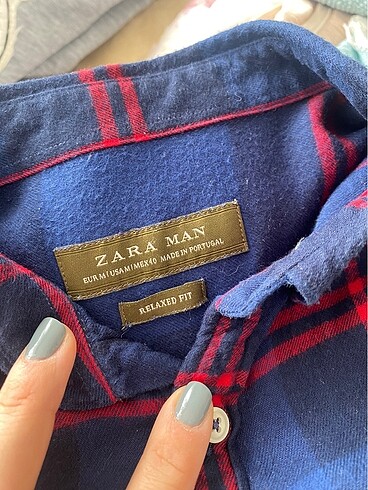 ZARA MAN
EUR M I USA M I MEX 40 MADE IN PORTUGAL
RELAXED FIT